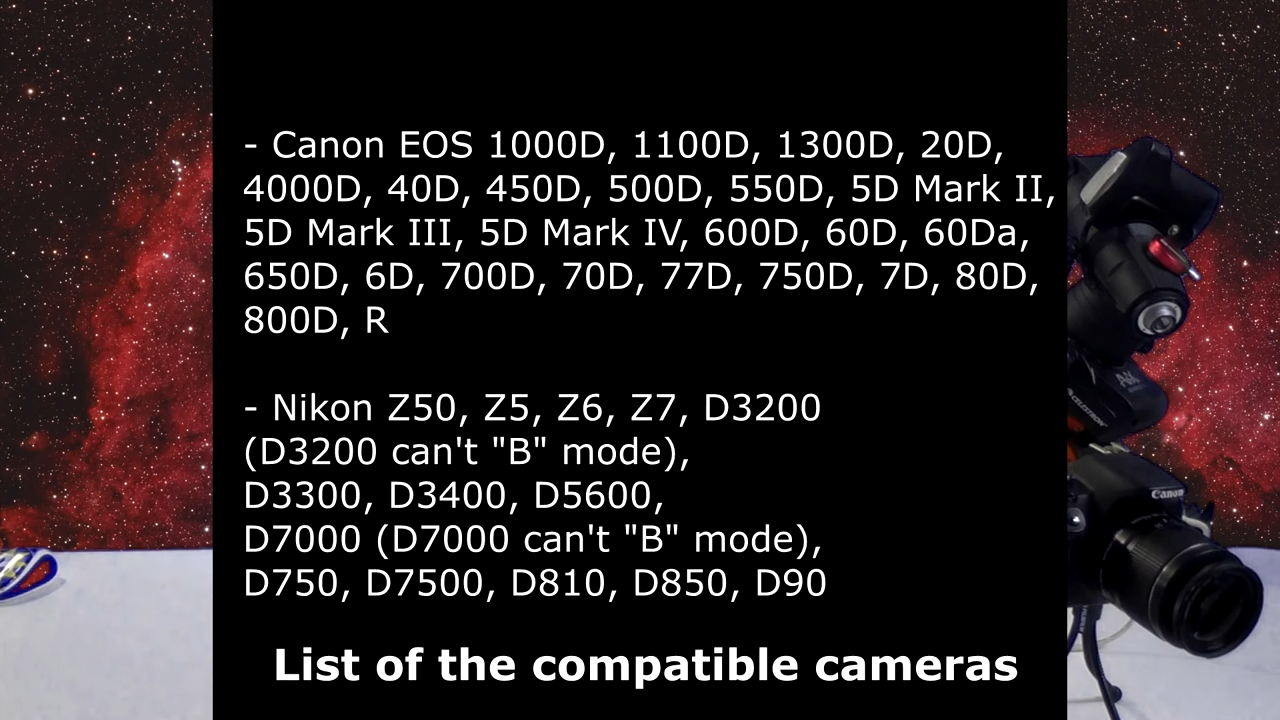 - Canon EOS 1000D, 1100D, 1300D, 20D,
4000D, 40D, 450D, 500D, 550D, 5D Mark II,
5D Mark III, 5D Mark IV, 600D, 60D, 60Da,
650D, 6D, 700D, 70D, 77D, 750D, 7D, 80D,
800D, R
- Nikon Z50, Z5, Z6, Z7, D3200
(D3200 can't "B" mode),
D3300, D3400, D5600,
D7000 (D7000 can't "B" mode),
D750, D7500, D810, D850, D90
List of the compatible cameras
CELESTRON
Canon